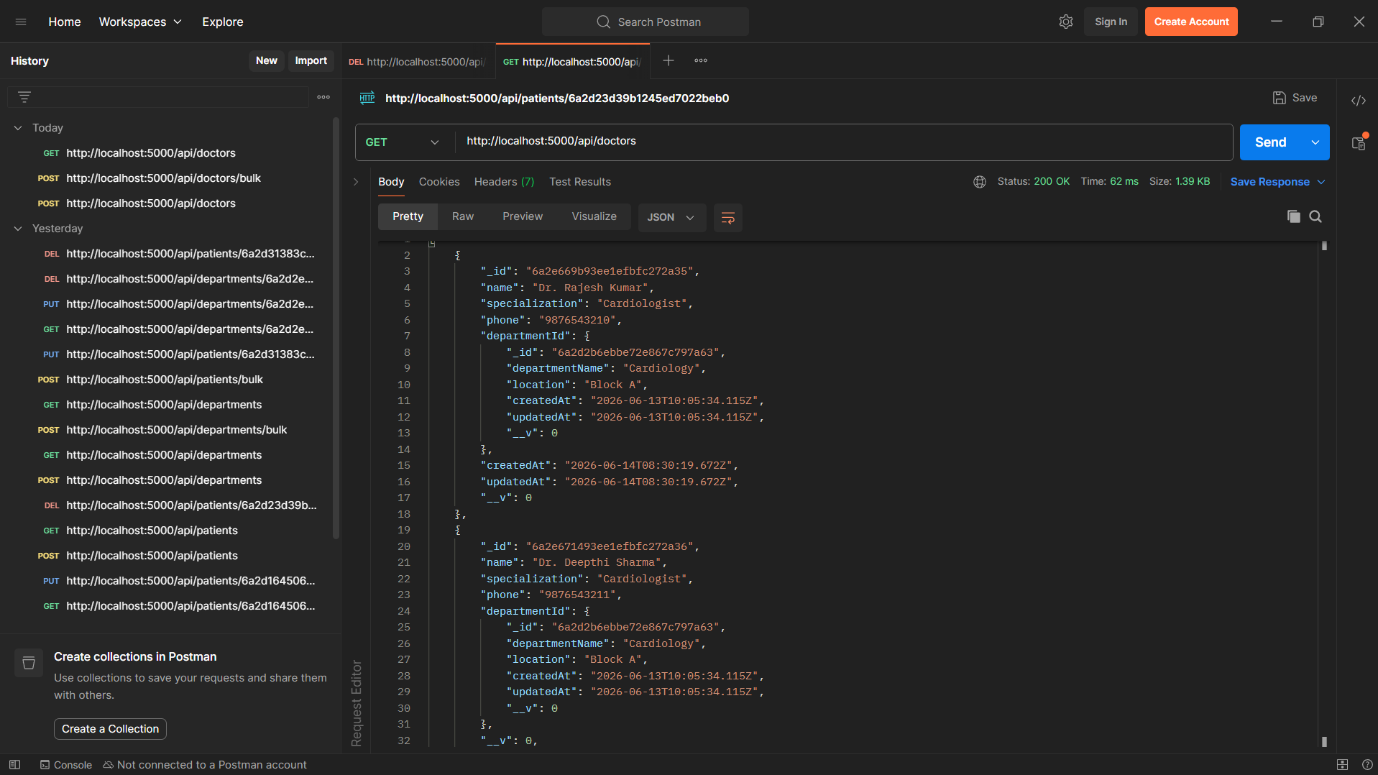 Home Workspaces Explore
Search Postman
Sign In Create Account
History
New Import
DEL http://localhost:5000/api/
GET http://localhost:5000/api/
HTTP http://localhost:5000/api/patients/6a2d23d39b1245ed7022beb0
Save
GET http://localhost:5000/api/doctors
Send
Today
GET http://localhost:5000/api/doctors
POST http://localhost:5000/api/doctors/bulk
POST http://localhost:5000/api/doctors
Yesterday
DEL http://localhost:5000/api/patients/6a2d31383c...
DEL http://localhost:5000/api/departments/6a2d2e...
PUT http://localhost:5000/api/departments/6a2d2e...
GET http://localhost:5000/api/departments/6a2d2e...
PUT http://localhost:5000/api/patients/6a2d31383c...
POST http://localhost:5000/api/patients/bulk
GET http://localhost:5000/api/departments
POST http://localhost:5000/api/departments/bulk
GET http://localhost:5000/api/departments
POST http://localhost:5000/api/departments
DEL http://localhost:5000/api/patients/6a2d23d39b...
GET http://localhost:5000/api/patients
POST http://localhost:5000/api/patients
PUT http://localhost:5000/api/patients/6a2d164506...
GET http://localhost:5000/api/patients/6a2d164506...
Create collections in Postman
Use collections to save your requests and share them
with others.
Create a Collection
Body Cookies Headers (7) Test Results
Status: 200 OK Time: 62 ms Size: 1.39 KB Save Response
Pretty Raw Preview Visualize JSON
2 {
3 "_id": "6a2e669b93ee1efbfc272a35",
4 "name": "Dr. Rajesh Kumar",
5 "specialization": "Cardiologist",
6 "phone": "9876543210",
7 "departmentId": {
8 "_id": "6a2d2b6ebbe72e867c797a63",
9 "departmentName": "Cardiology",
10 "location": "Block A",
11 "createdAt": "2026-06-13T10:05:34.115Z",
12 "updatedAt": "2026-06-13T10:05:34.115Z",
13 "__v": 0
14 },
15 "createdAt": "2026-06-14T08:30:19.672Z",
16 "updatedAt": "2026-06-14T08:30:19.672Z",
17 "__v": 0
18 },
19 {
20 "_id": "6a2e671493ee1efbfc272a36",
21 "name": "Dr. Deepthi Sharma",
22 "specialization": "Cardiologist",
23 "phone": "9876543211",
24 "departmentId": {
25 "_id": "6a2d2b6ebbe72e867c797a63",
26 "departmentName": "Cardiology",
27 "location": "Block A",
28 "createdAt": "2026-06-13T10:05:34.115Z",
29 "updatedAt": "2026-06-13T10:05:34.115Z",
30 "__v": 0
31 },
32 "__v": 0,
Request Editor
Console Not connected to a Postman account